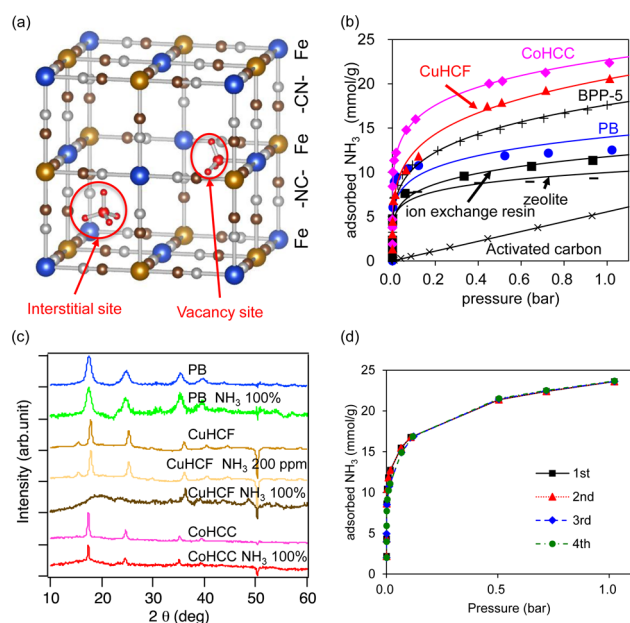 (a)
Fe
-CN-
Fe
-NC-
Fe
Interstitial site
Vacancy site
(b)
adsorbed NH3 (mmol/g)
25
20
15
10
5
0
CoHCC
CuHCF
BPP-5
PB
ion exchange resin
zeolite
Activated carbon
0.0 0.2 0.4 0.6 0.8 1.0
pressure (bar)
(c)
Intensity (arb.unit)
PB
PB NH3 100%
CuHCF
CuHCF NH3 200 ppm
CuHCF NH3 100%
CoHCC
CoHCC NH3 100%
10 20 30 40 50 60
2 θ (deg)
(d)
adsorbed NH3 (mmol/g)
25
20
15
10
5
0
1st
2nd
3rd
4th
0.0 0.5 1.0
Pressure (bar)